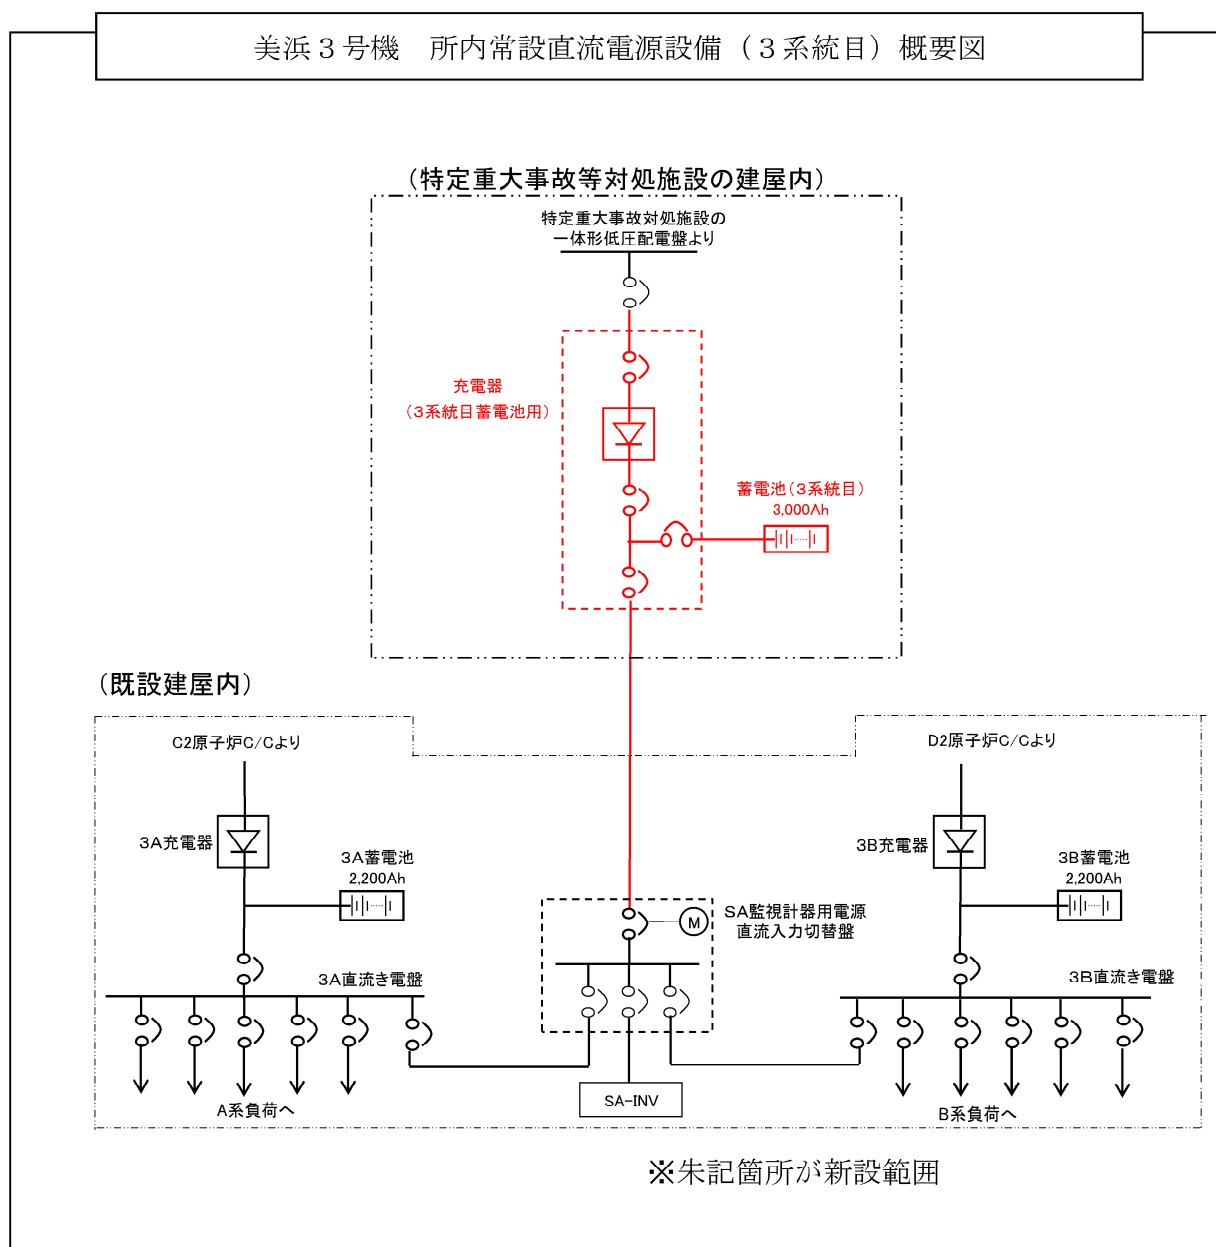 美浜３号機　所内常設直流電源設備（３系統目）概要図
(特定重大事故等対処施設の建屋内)
特定重大事故対処施設の
一体形低圧配電盤より
充電器
(3系統目蓄電池用)
蓄電池(3系統目)
3,000Ah
(既設建屋内)
C2原子炉C/Cより
3A充電器
3A蓄電池
2,200Ah
3A直流き電盤
A系負荷へ
M
SA監視計器用電源
直流入力切替盤
SA-INV
D2原子炉C/Cより
3B充電器
3B蓄電池
2,200Ah
3B直流き電盤
B系負荷へ
※朱記箇所が新設範囲